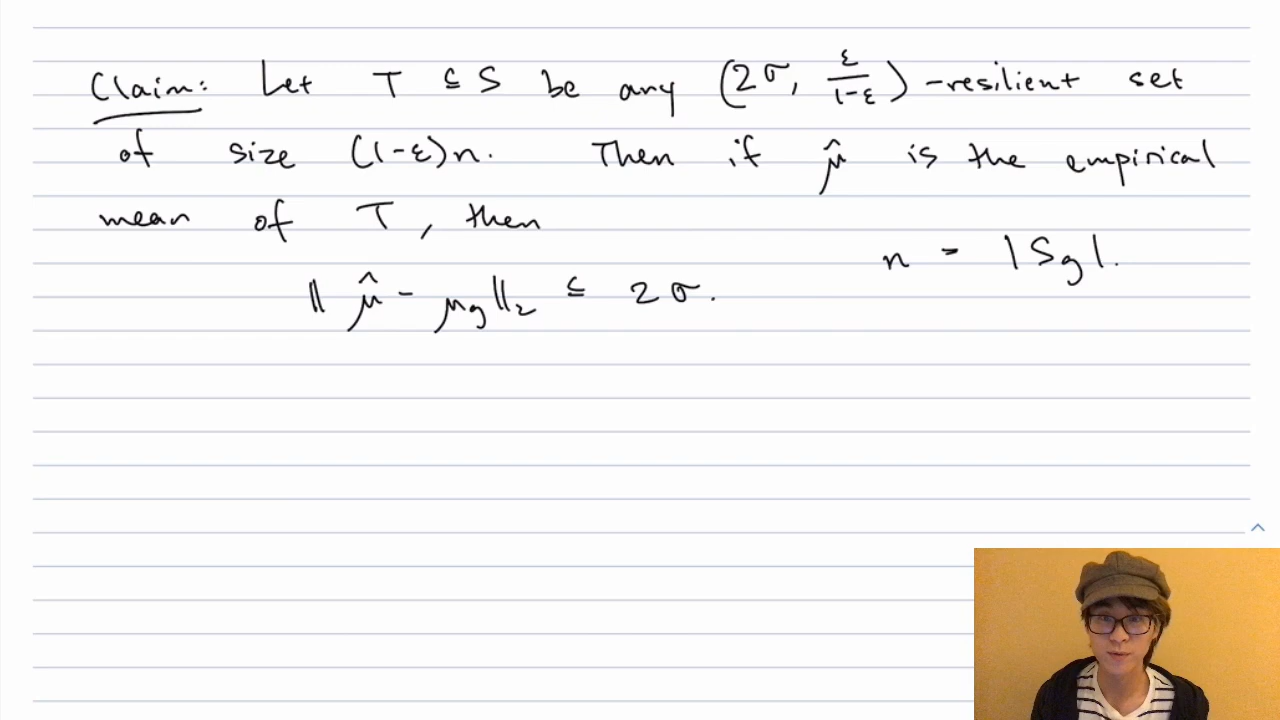 Claim: Let T ⊆ S be any (2σ, ε/(1-ε))-resilient set
of size (1-ε)n. Then if μ̂ is the empirical
mean of T, then
n = |S_g|.
‖μ̂ - μ_g‖_2 ≤ 2σ.